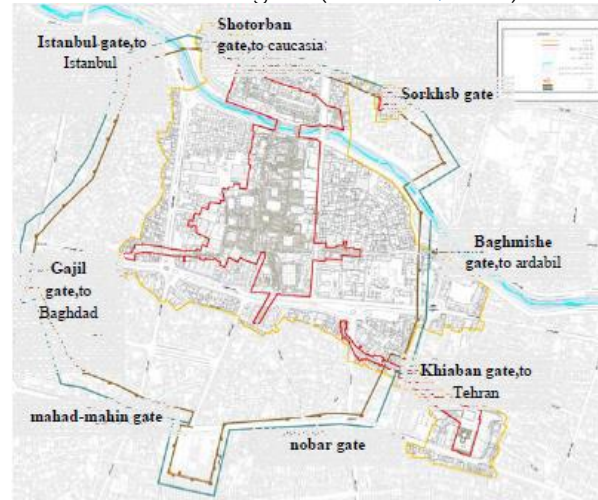 Shotorban
gate,to caucasia
Istanbul gate,to
Istanbul
Sorkhsb gate
Baghmishe
gate,to ardabil
Gajil
gate,to
Baghdad
Khiaban gate,to
Tehran
mahad-mahin gate
nobar gate